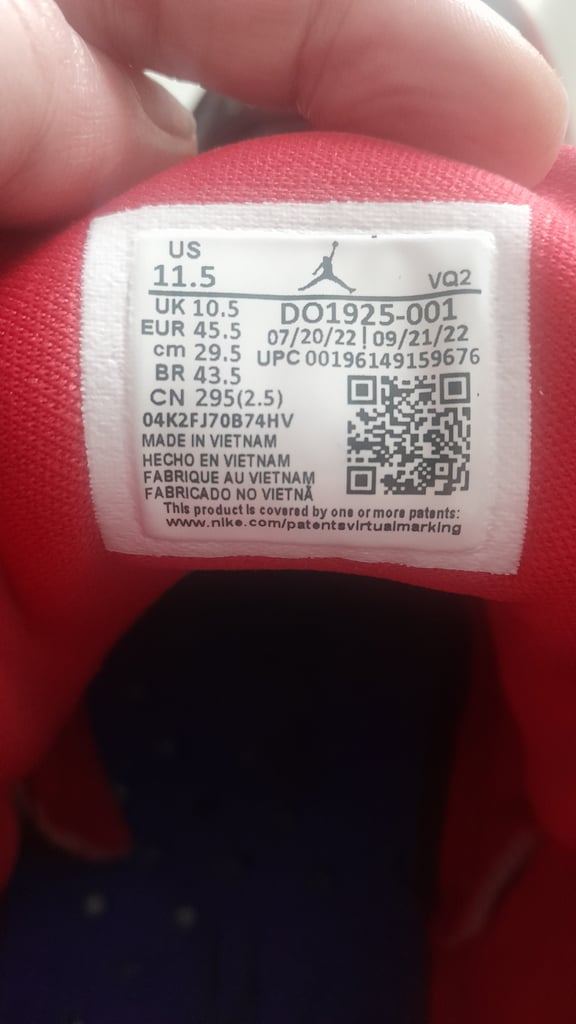 US
11.5
VQ2
UK 10.5
DO1925-001
EUR 45.5
07/20/22 | 09/21/22
cm 29.5
UPC 00196149159676
BR 43.5
CN 295(2.5)
04K2FJ70B74HV
MADE IN VIETNAM
HECHO EN VIETNAM
FABRIQUE AU VIETNAM
FABRICADO NO VIETNÃ
This product is covered by one or more patents:
www.nike.com/patentsvirtualmarking